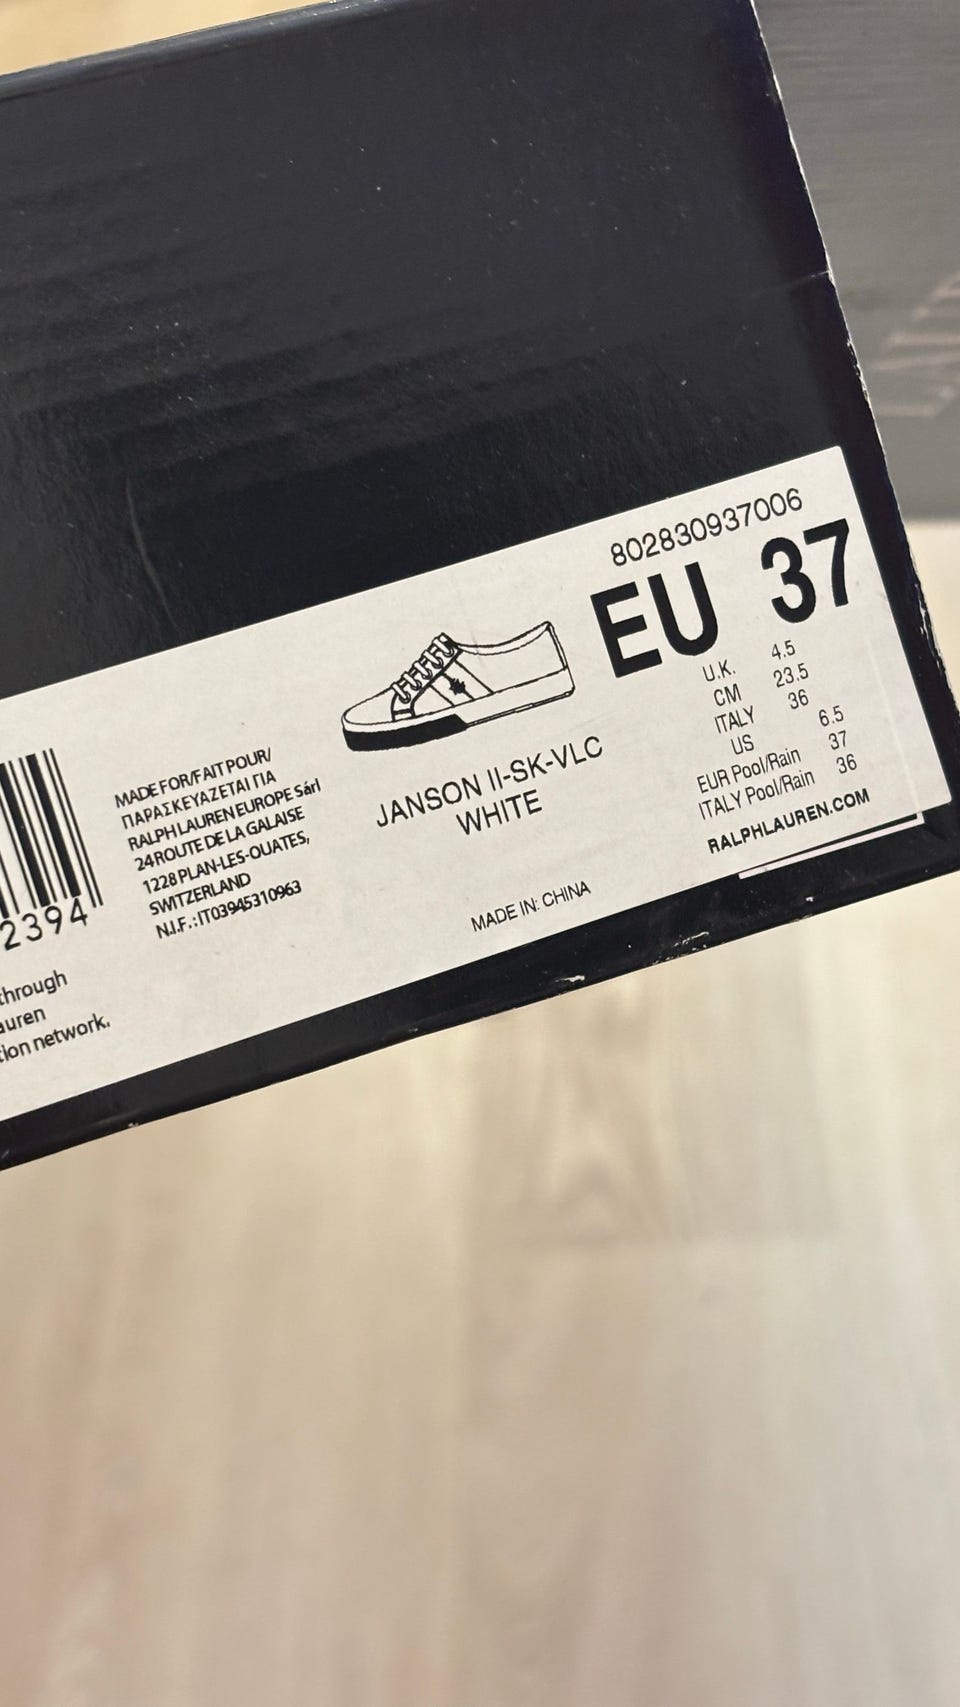 802830937006
EU 37
U.K. 4.5
CM 23.5
ITALY 36
US 6.5
EUR Pool/Rain 37
ITALY Pool/Rain 36
RALPHLAUREN.COM
JANSON II-SK-VLC
WHITE
MADE IN: CHINA
MADE FOR/FAIT POUR/
ΠΑΡΑΣΚΕΥΑΖΕΤΑΙ ΓΙΑ
RALPH LAUREN EUROPE Sárl
24 ROUTE DE LA GALAISE
1228 PLAN-LES-OUATES,
SWITZERLAND
N.I.F.:IT03945310963
2394
through
auren
tion network.